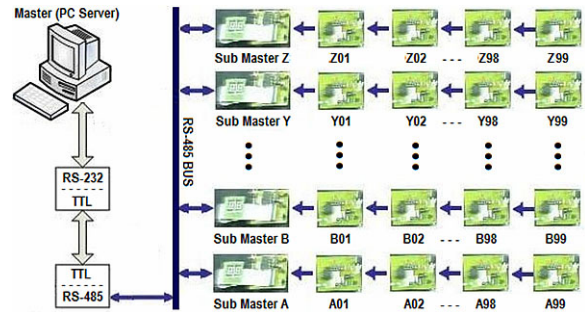 Master (PC Server)
RS-232
TTL
TTL
RS-485
RS-485 BUS
Sub Master Z Z01 Z02 --- Z98 Z99
Sub Master Y Y01 Y02 --- Y98 Y99
Sub Master B B01 B02 --- B98 B99
Sub Master A A01 A02 --- A98 A99